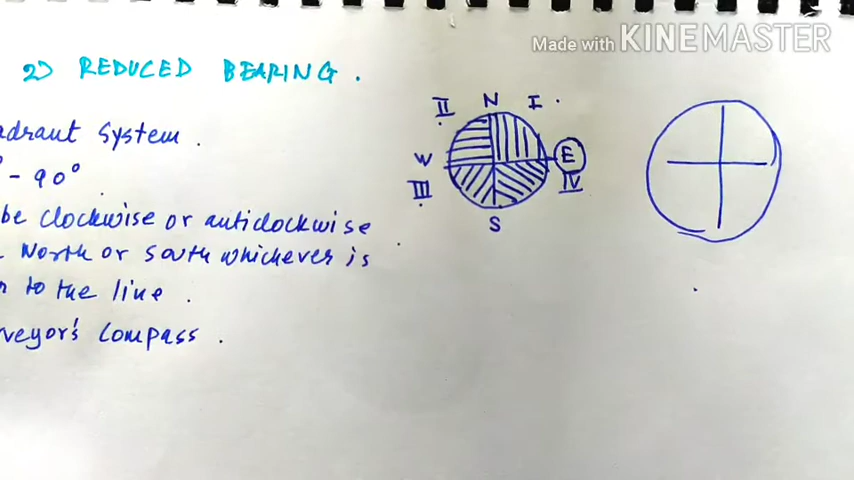 Made with KINEMASTER
2) REDUCED BEARING.
adrant System.
° - 90°
be clockwise or anticlockwise
North or South whichever is
to the line.
veyor's Compass.
II N I
W E
III IV
S